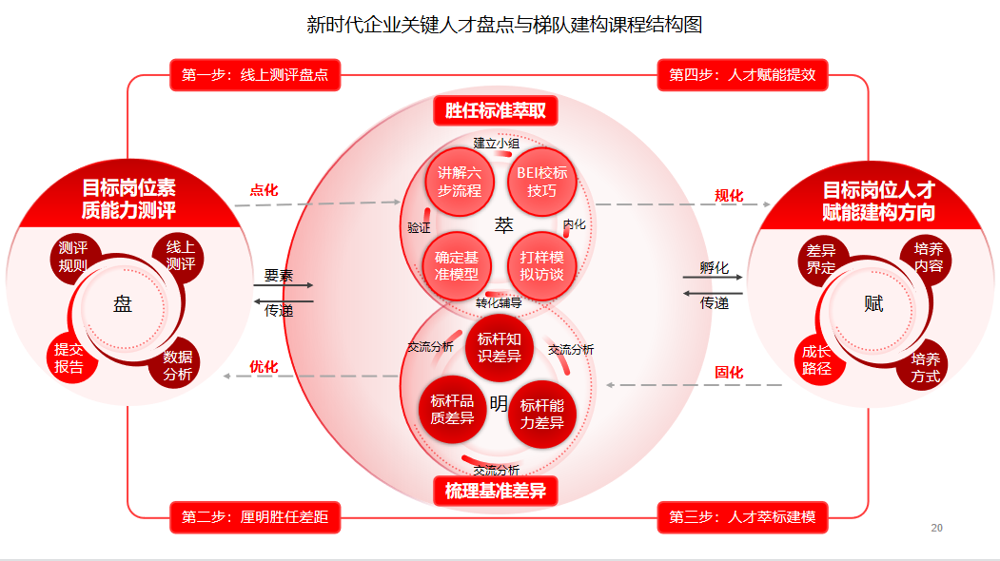 新时代企业关键人才盘点与梯队建构课程结构图
第一步：线上测评盘点
第四步：人才赋能提效
胜任标准萃取
目标岗位素
质能力测评
测评
规则
线上
测评
盘
提交
报告
数据
分析
点化
要素
传递
优化
建立小组
讲解六
步流程
BEI校标
技巧
验证
萃
内化
确定基
准模型
打样模
拟访谈
转化辅导
交流分析
标杆知
识差异
交流分析
标杆品
质差异
明
标杆能
力差异
交流分析
梳理基准差异
规化
孵化
传递
固化
目标岗位人才
赋能建构方向
差异
界定
培养
内容
赋
成长
路径
培养
方式
第二步：厘明胜任差距
第三步：人才萃标建模
20